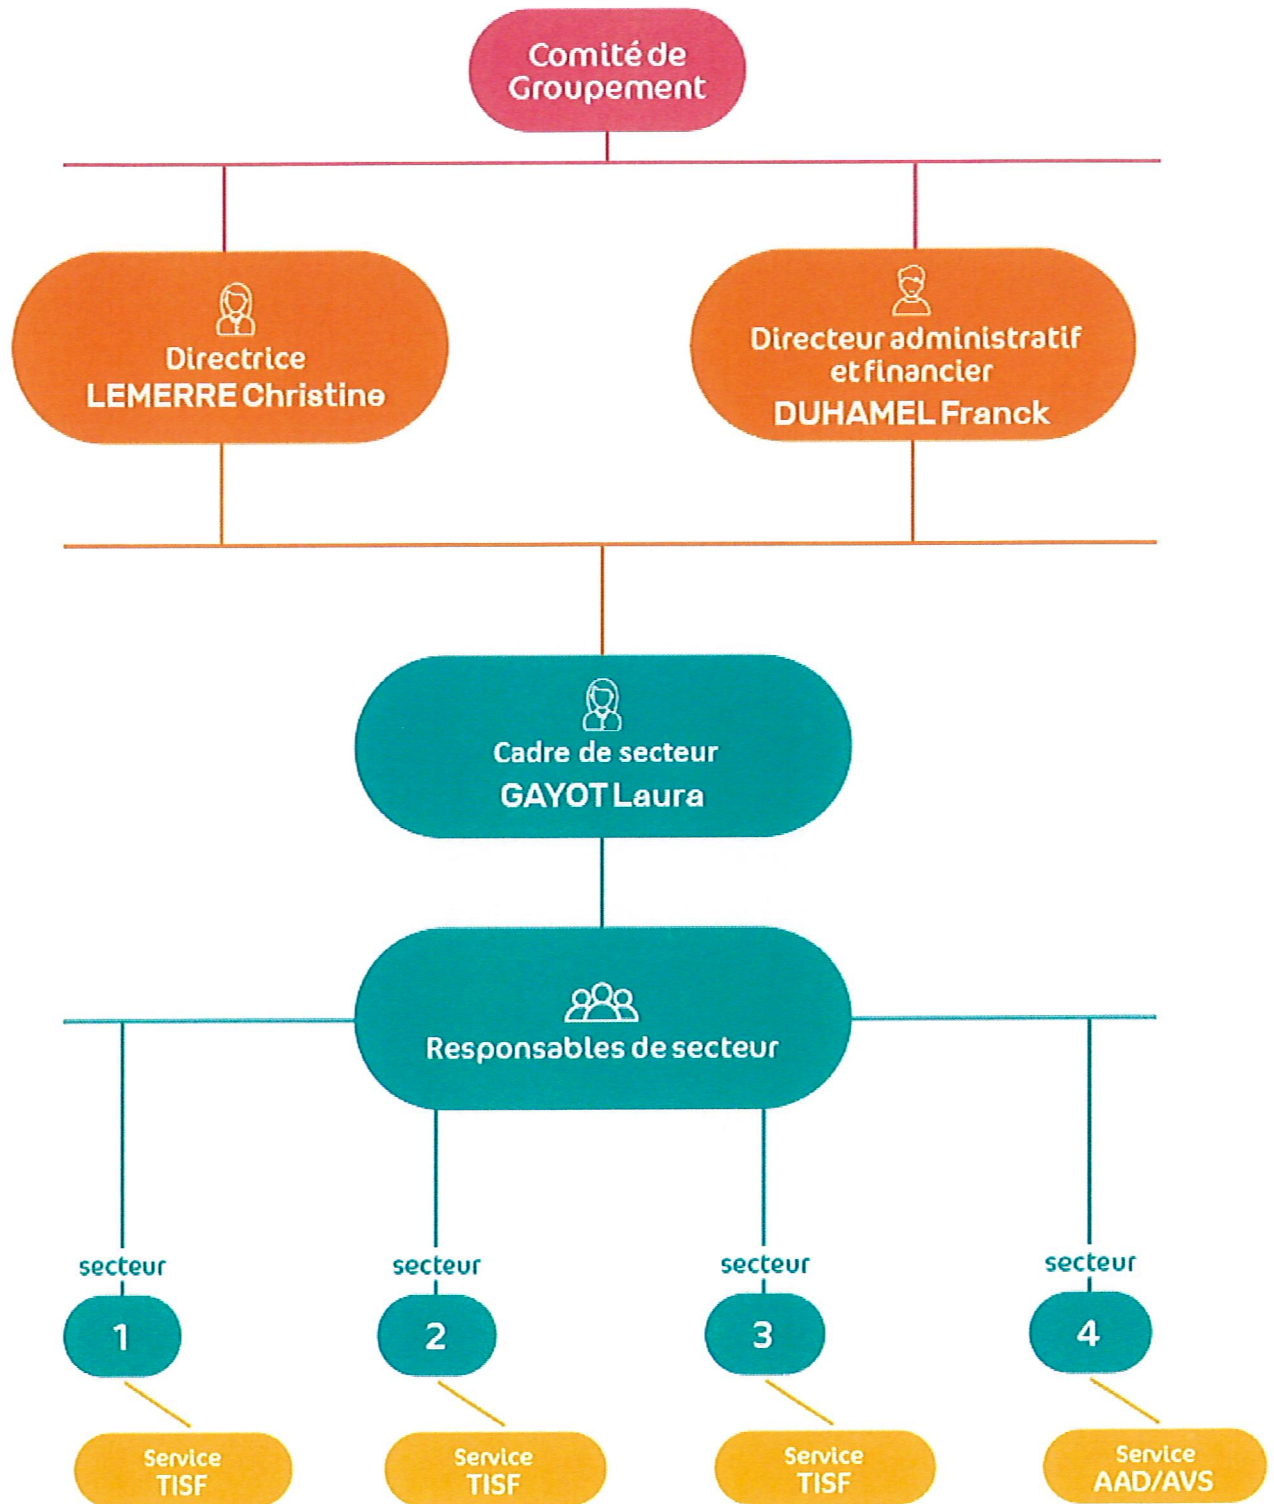 Comité de
Groupement
Directrice
LEMERRE Christine
Directeur administratif
et financier
DUHAMEL Franck
Cadre de secteur
GAYOT Laura
Responsables de secteur
secteur
1
secteur
2
secteur
3
secteur
4
Service
TISF
Service
TISF
Service
TISF
Service
AAD/AVS